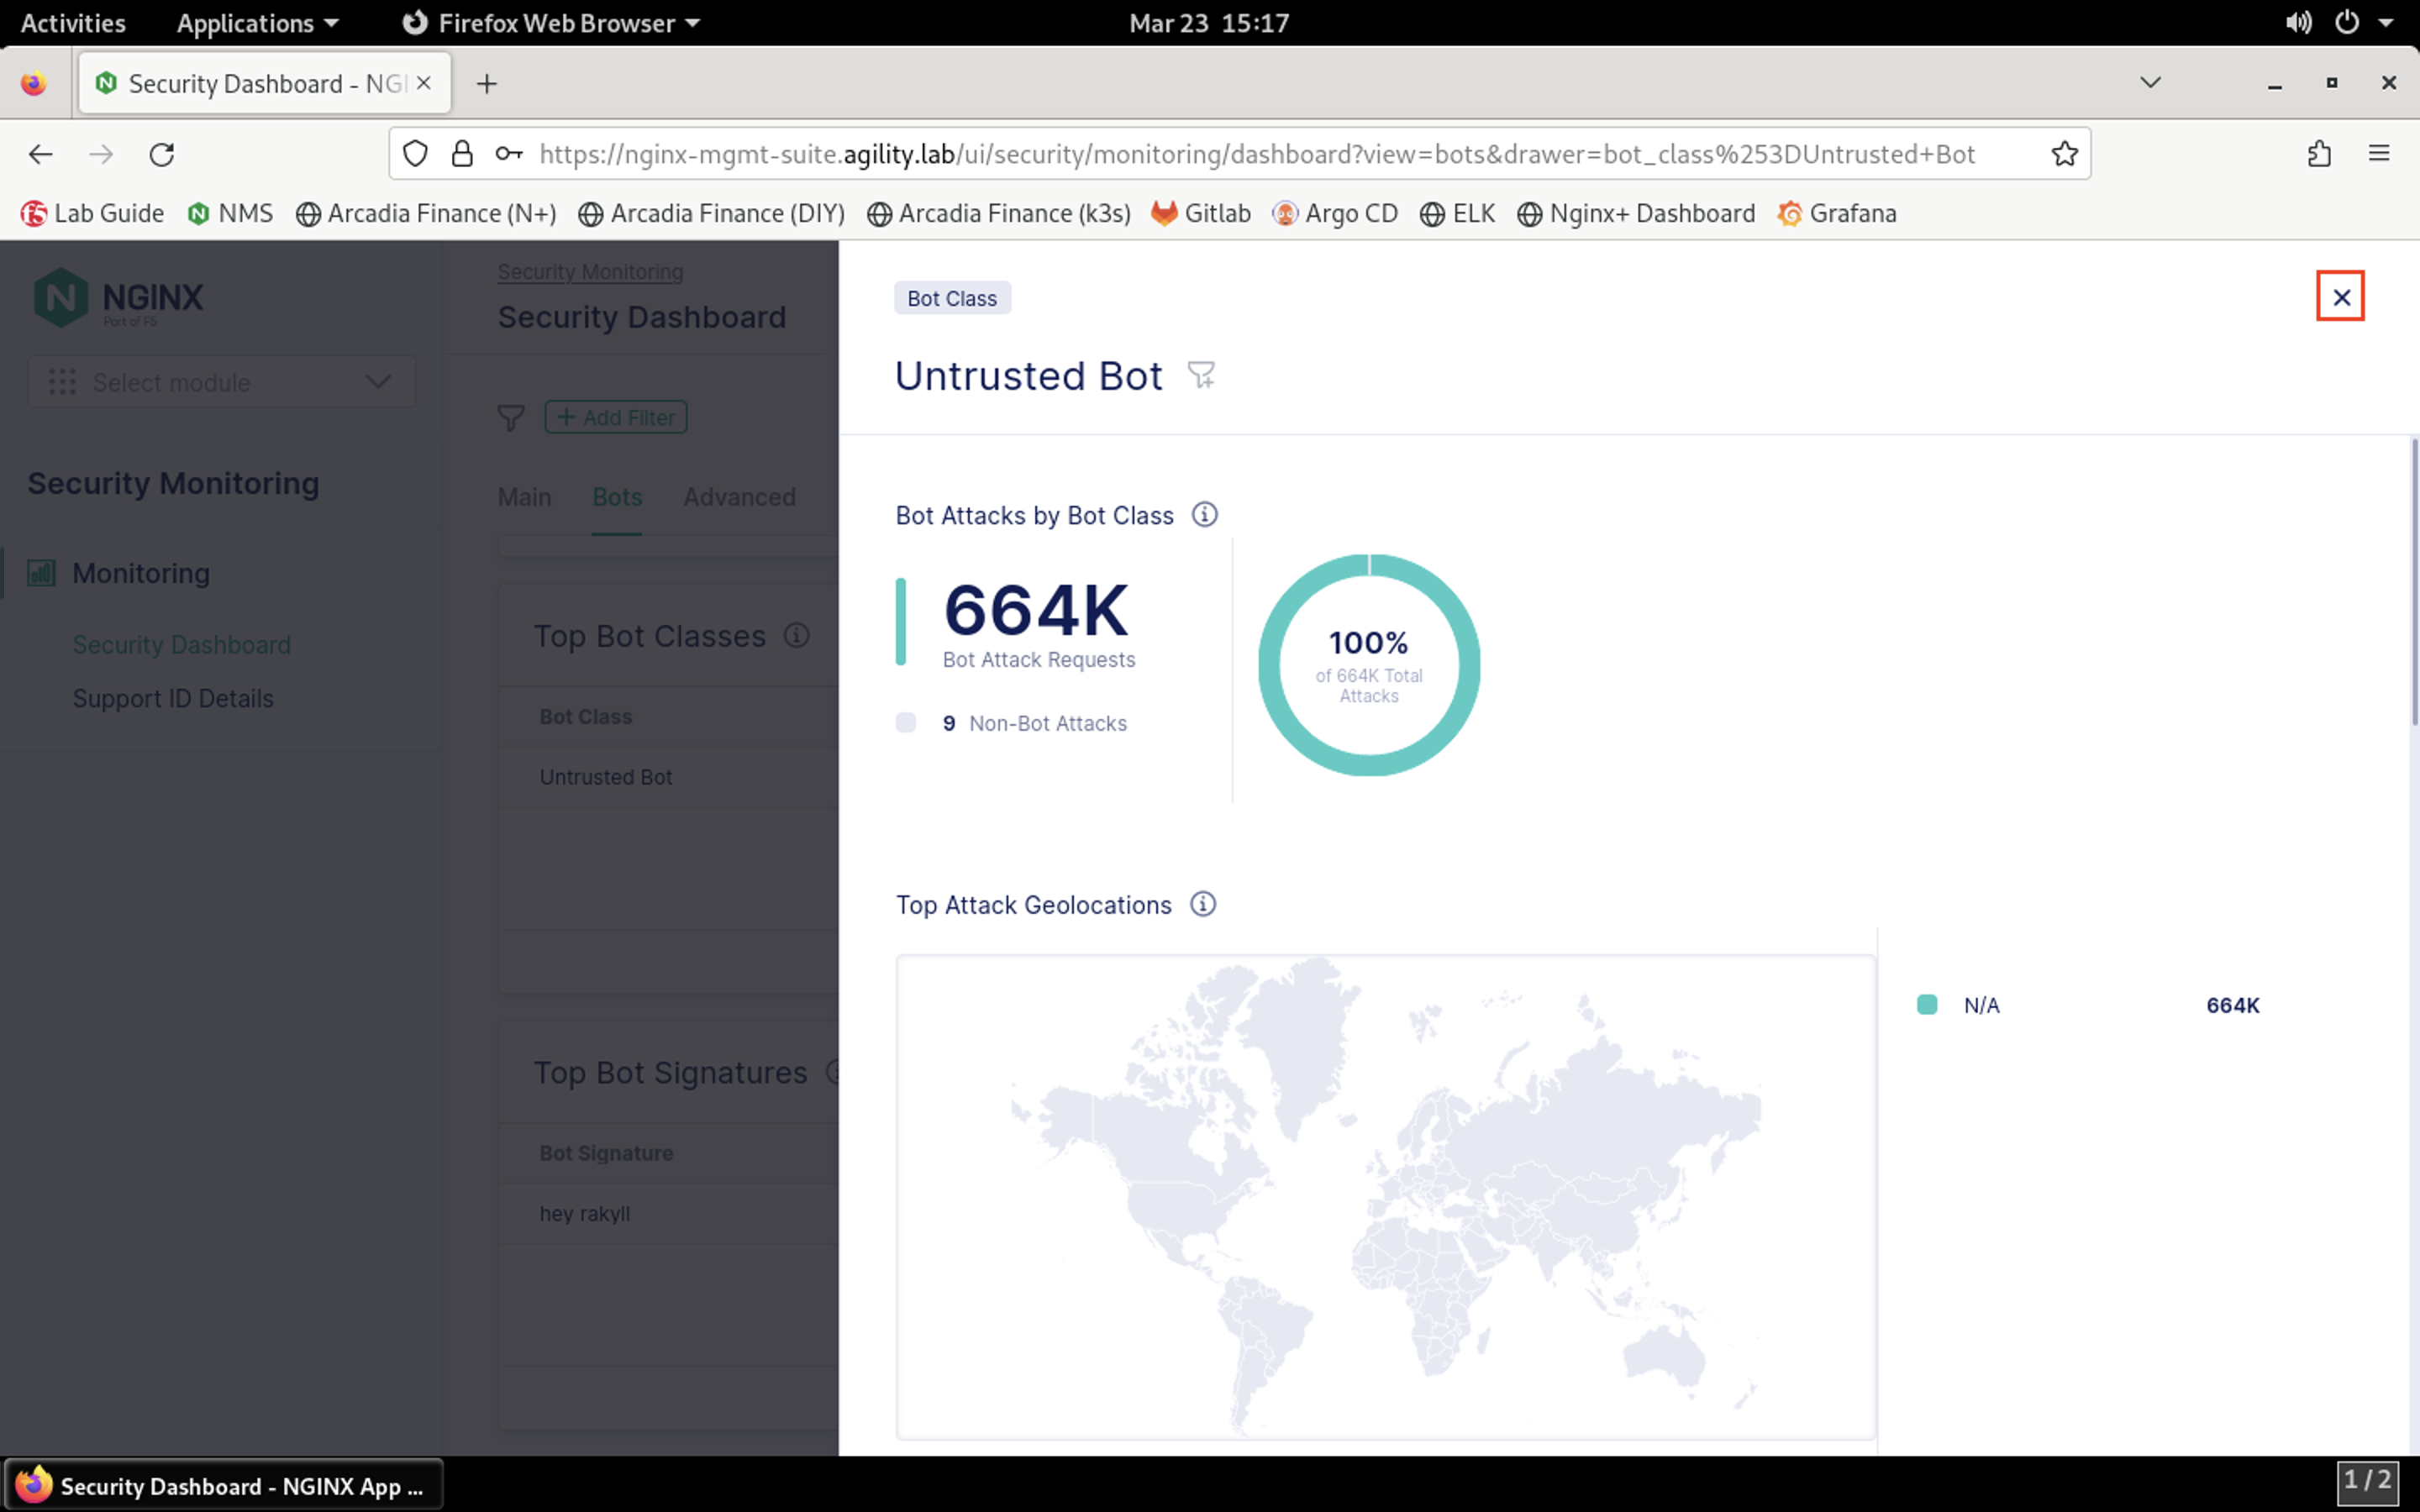 Activities Applications Firefox Web Browser Mar 23 15:17
Security Dashboard - NGI
https://nginx-mgmt-suite.agility.lab/ui/security/monitoring/dashboard?view=bots&drawer=bot_class%253DUntrusted+Bot
Lab Guide NMS Arcadia Finance (N+) Arcadia Finance (DIY) Arcadia Finance (k3s) Gitlab Argo CD ELK Nginx+ Dashboard Grafana
NGINX
Part of F5
Select module
Security Monitoring
Monitoring
Security Dashboard
Support ID Details
Security Monitoring
Security Dashboard
+ Add Filter
Main Bots Advanced
Top Bot Classes
Bot Class
Untrusted Bot
Top Bot Signatures
Bot Signature
hey rakyll
Bot Class
Untrusted Bot
Bot Attacks by Bot Class
664K
Bot Attack Requests
9 Non-Bot Attacks
100%
of 664K Total
Attacks
Top Attack Geolocations
N/A 664K
Security Dashboard - NGINX App ...
1 / 2